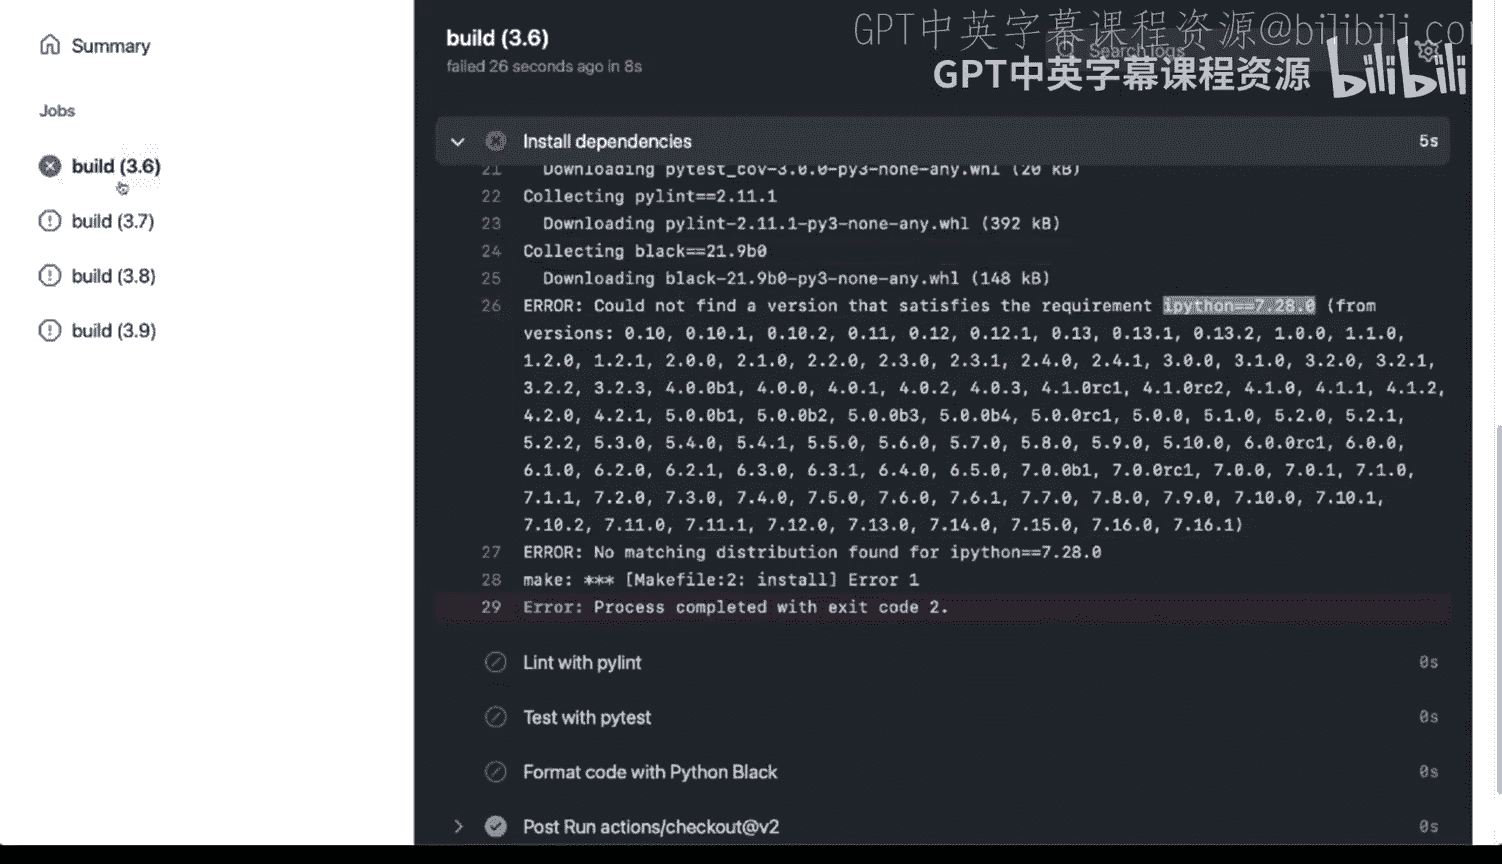 Summary
Jobs
build (3.6)
build (3.7)
build (3.8)
build (3.9)
build (3.6)
failed 26 seconds ago in 8s
GPT中英字幕课程资源@bilibili.co
Search logs
GPT中英字幕课程资源 bilibili
Install dependencies 5s
21 Downloading pytest_cov-3.0.0-py3-none-any.whl (20 kB)
22 Collecting pylint==2.11.1
23 Downloading pylint-2.11.1-py3-none-any.whl (392 kB)
24 Collecting black==21.9b0
25 Downloading black-21.9b0-py3-none-any.whl (148 kB)
26 ERROR: Could not find a version that satisfies the requirement ipython==7.28.0 (from
versions: 0.10, 0.10.1, 0.10.2, 0.11, 0.12, 0.12.1, 0.13, 0.13.1, 0.13.2, 1.0.0, 1.1.0,
1.2.0, 1.2.1, 2.0.0, 2.1.0, 2.2.0, 2.3.0, 2.3.1, 2.4.0, 2.4.1, 3.0.0, 3.1.0, 3.2.0, 3.2.1,
3.2.2, 3.2.3, 4.0.0b1, 4.0.0, 4.0.1, 4.0.2, 4.0.3, 4.1.0rc1, 4.1.0rc2, 4.1.0, 4.1.1, 4.1.2,
4.2.0, 4.2.1, 5.0.0b1, 5.0.0b2, 5.0.0b3, 5.0.0b4, 5.0.0rc1, 5.0.0, 5.1.0, 5.2.0, 5.2.1,
5.2.2, 5.3.0, 5.4.0, 5.4.1, 5.5.0, 5.6.0, 5.7.0, 5.8.0, 5.9.0, 5.10.0, 6.0.0rc1, 6.0.0,
6.1.0, 6.2.0, 6.2.1, 6.3.0, 6.3.1, 6.4.0, 6.5.0, 7.0.0b1, 7.0.0rc1, 7.0.0, 7.0.1, 7.1.0,
7.1.1, 7.2.0, 7.3.0, 7.4.0, 7.5.0, 7.6.0, 7.6.1, 7.7.0, 7.8.0, 7.9.0, 7.10.0, 7.10.1,
7.10.2, 7.11.0, 7.11.1, 7.12.0, 7.13.0, 7.14.0, 7.15.0, 7.16.0, 7.16.1)
27 ERROR: No matching distribution found for ipython==7.28.0
28 make: *** [Makefile:2: install] Error 1
29 Error: Process completed with exit code 2.
Lint with pylint 0s
Test with pytest 0s
Format code with Python Black 0s
Post Run actions/checkout@v2 0s